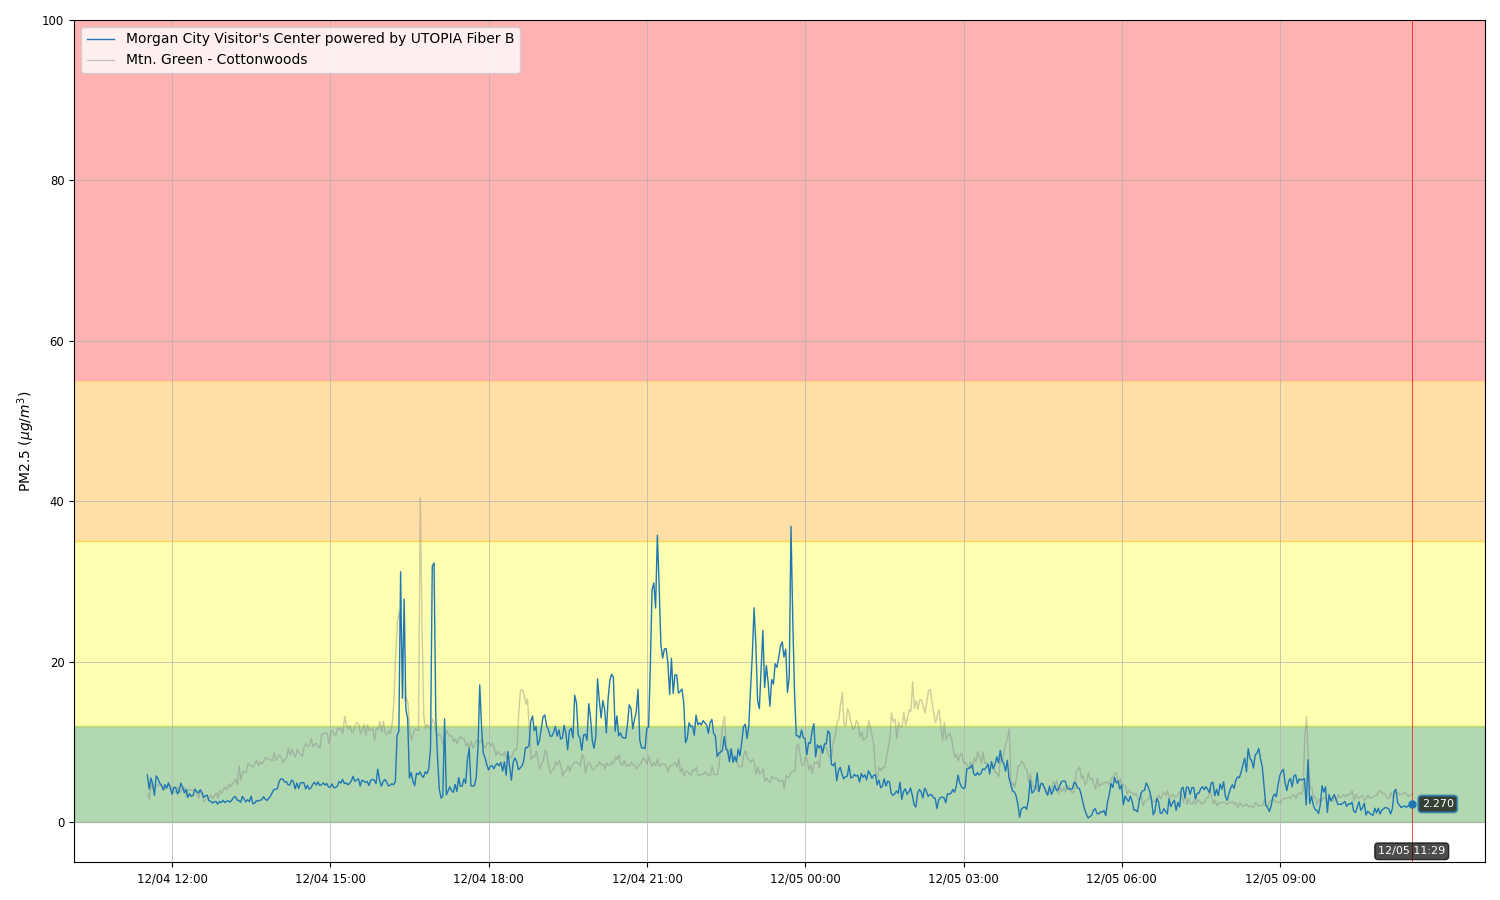 Morgan City Visitor's Center powered by UTOPIA Fiber B
Mtn. Green - Cottonwoods
100
80
60
40
20
0
PM2.5 (μg/m³)
2.270
12/05 11:29
12/04 12:00 12/04 15:00 12/04 18:00 12/04 21:00 12/05 00:00 12/05 03:00 12/05 06:00 12/05 09:00